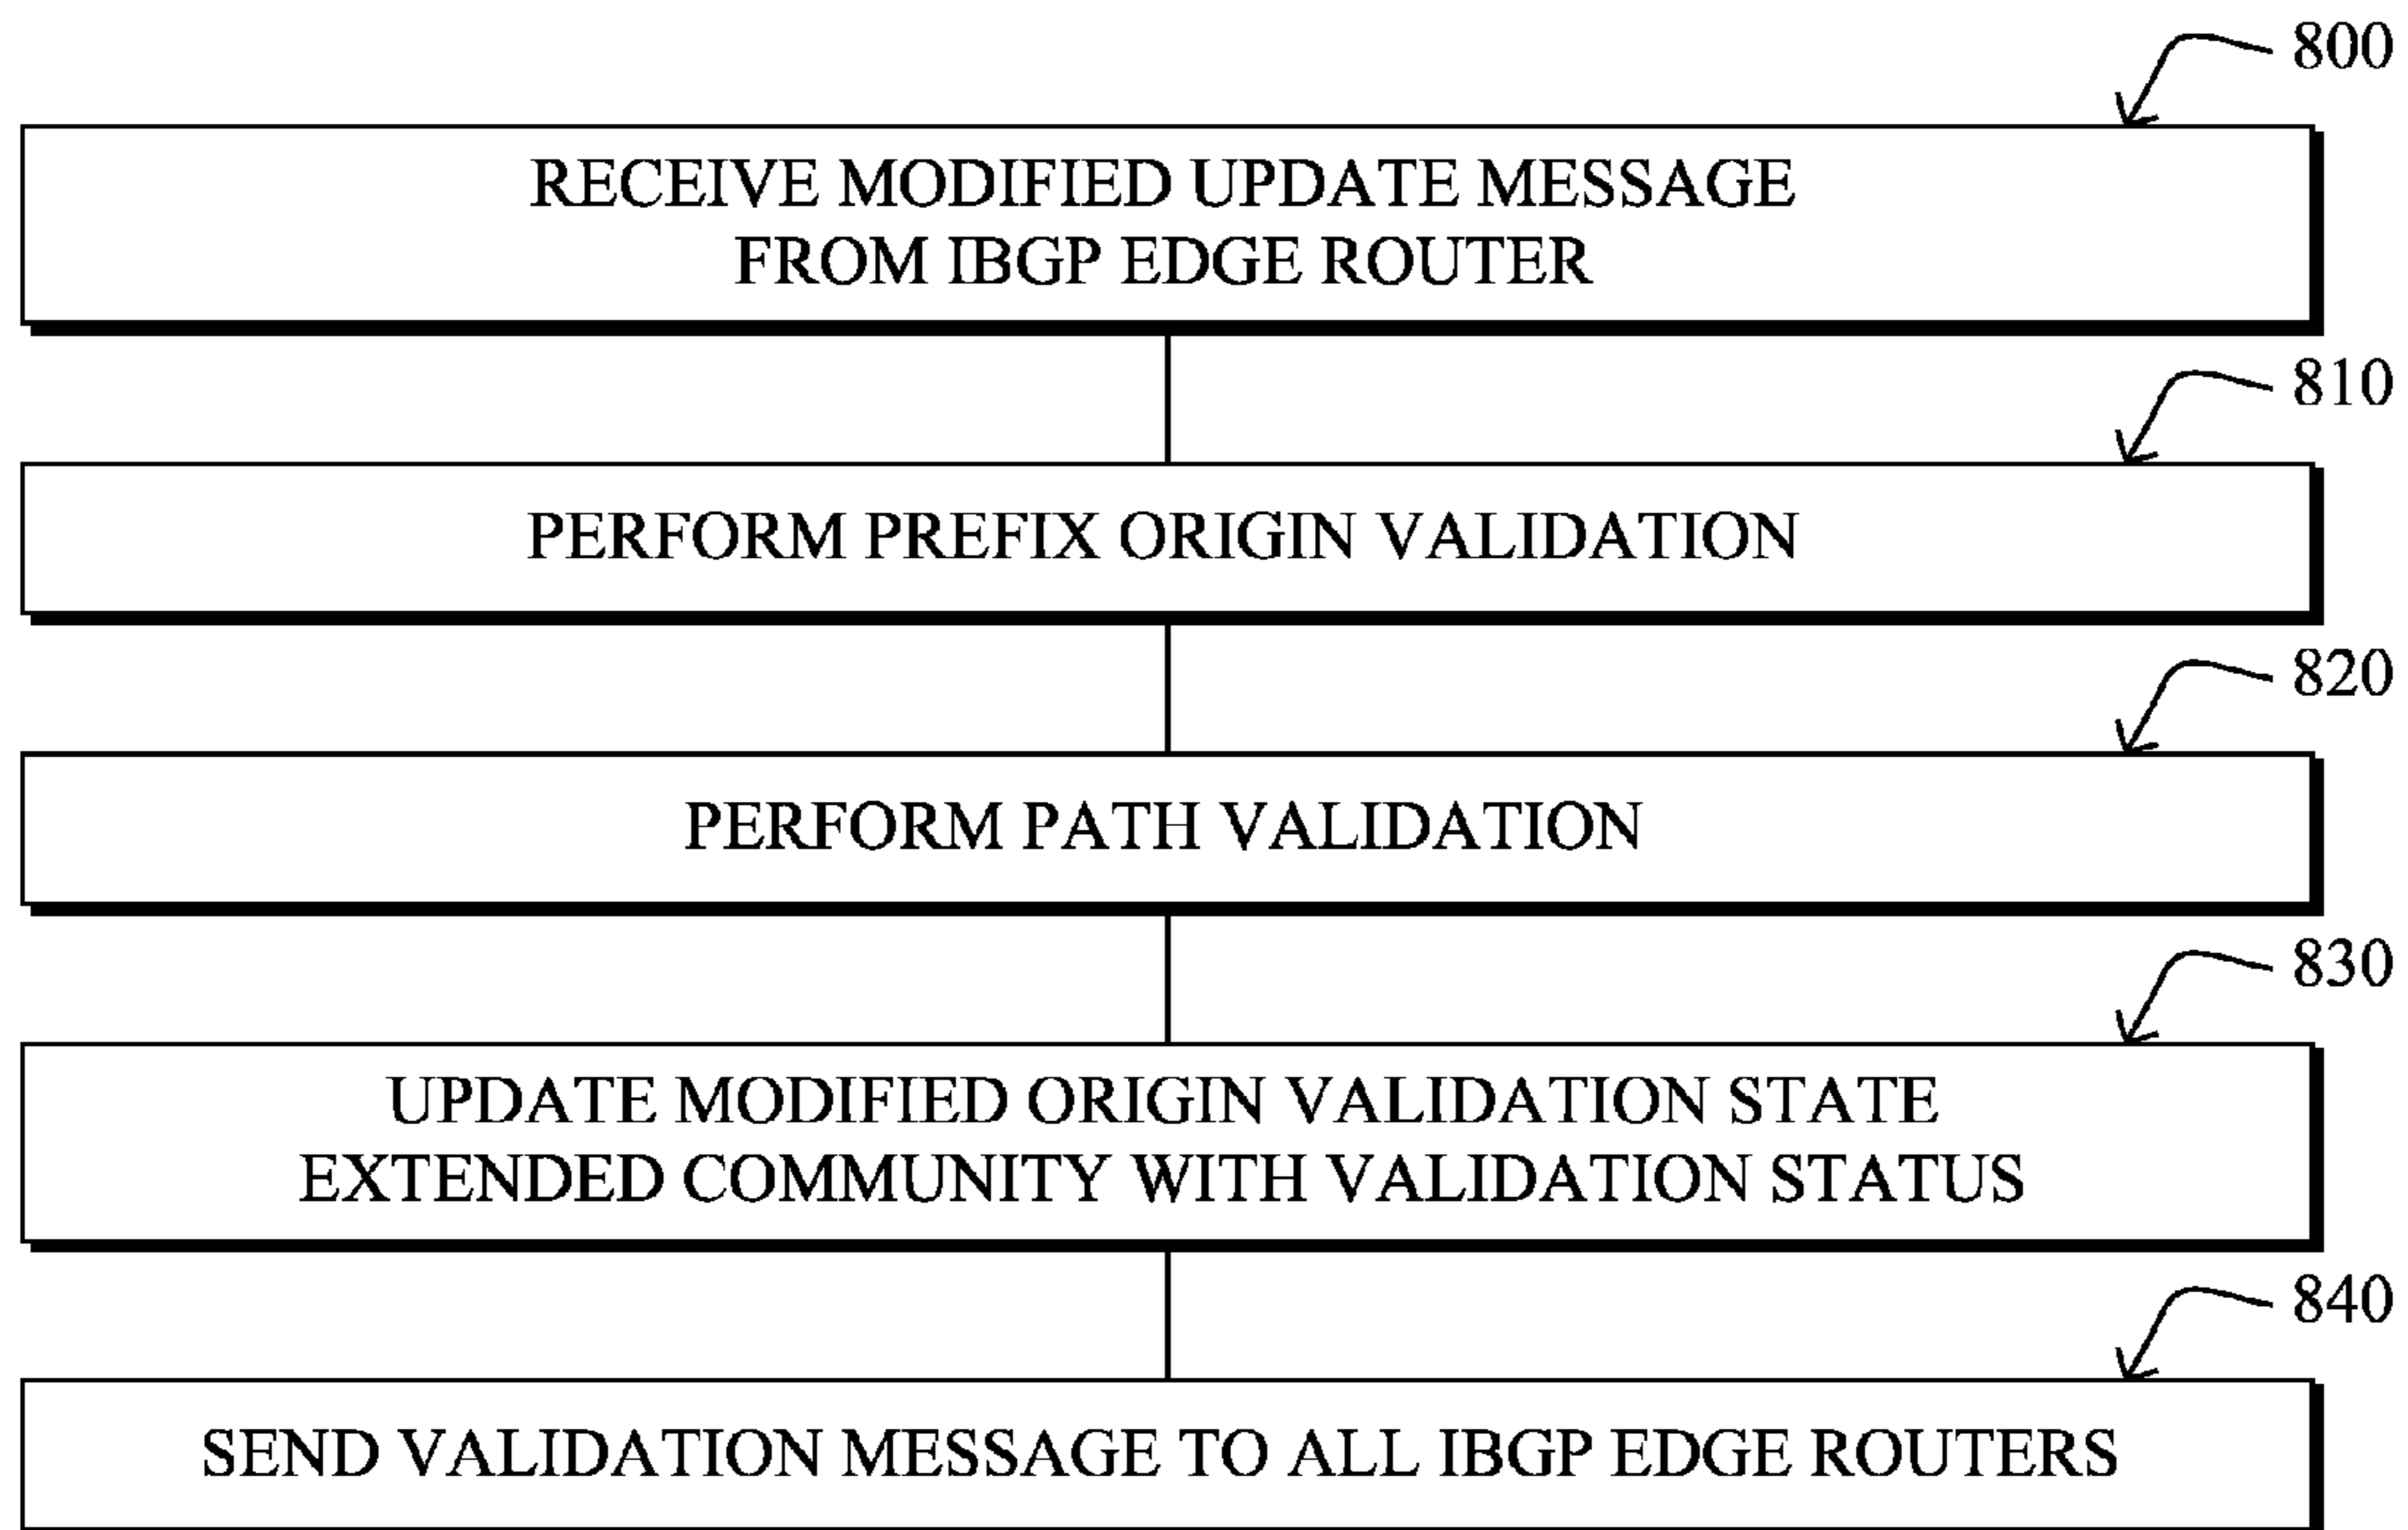 800
RECEIVE MODIFIED UPDATE MESSAGE
FROM IBGP EDGE ROUTER
810
PERFORM PREFIX ORIGIN VALIDATION
820
PERFORM PATH VALIDATION
830
UPDATE MODIFIED ORIGIN VALIDATION STATE
EXTENDED COMMUNITY WITH VALIDATION STATUS
840
SEND VALIDATION MESSAGE TO ALL IBGP EDGE ROUTERS